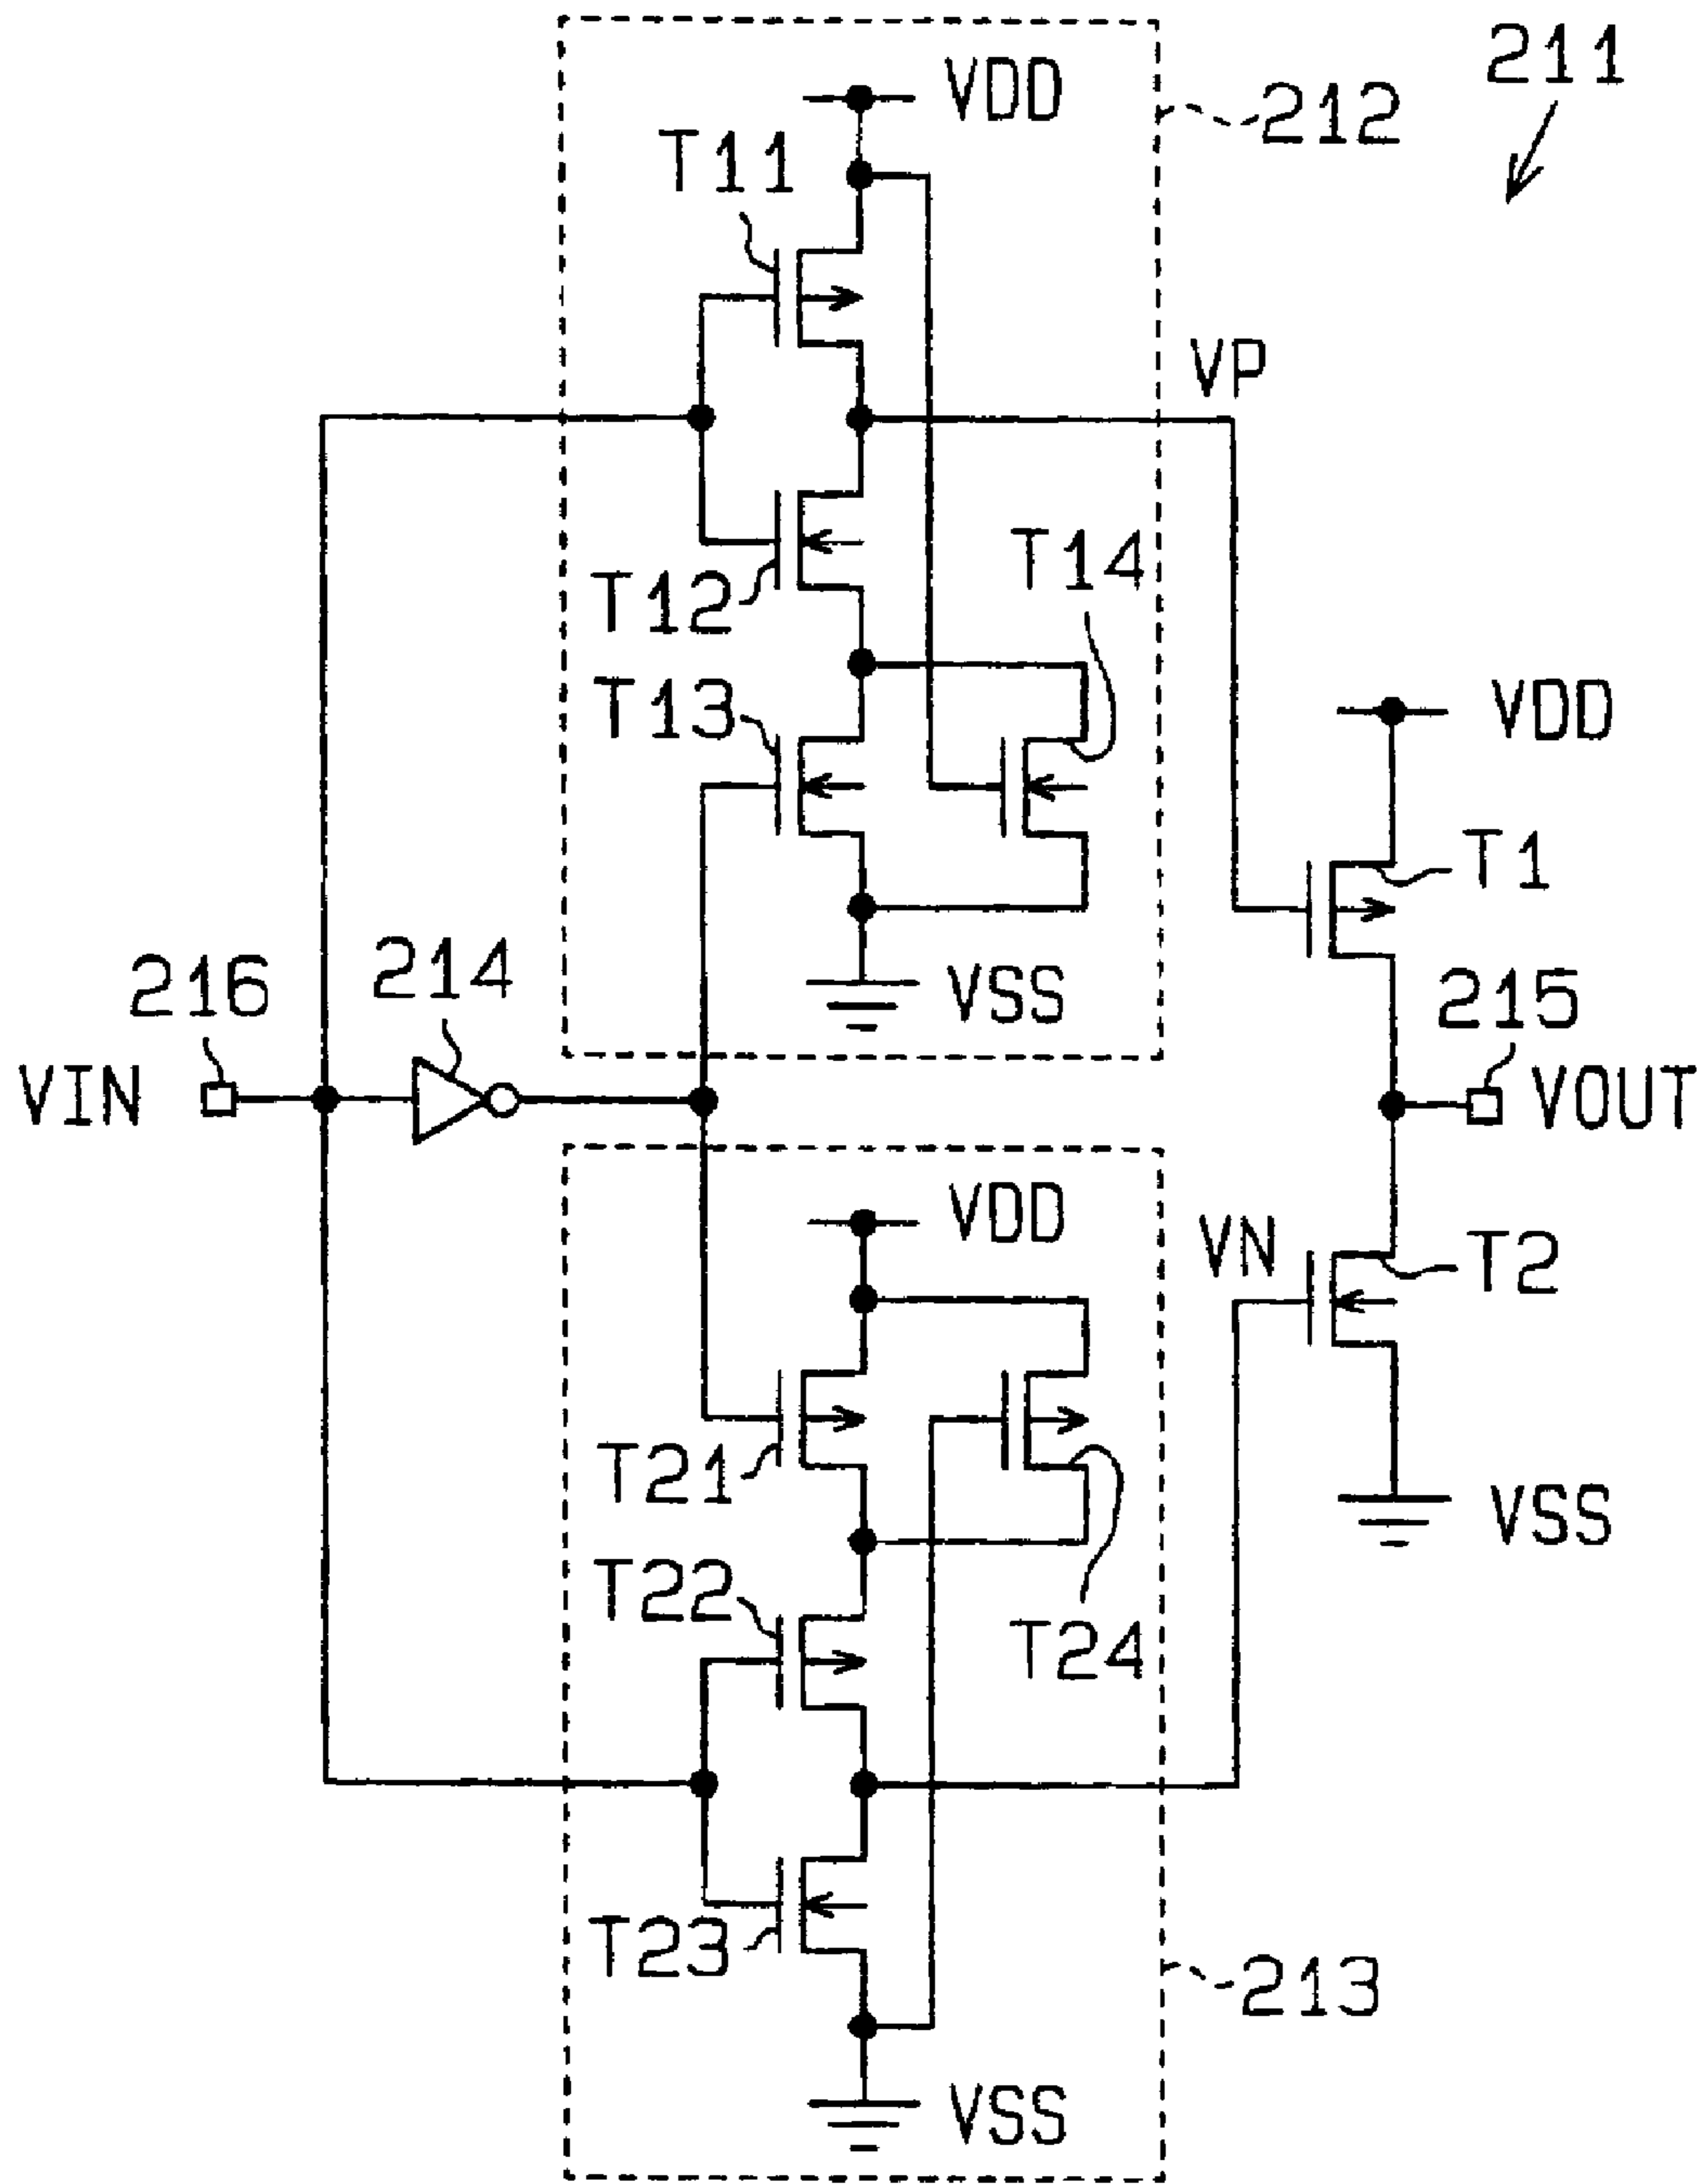 211
VDD
212
T11
VP
T12
T14
T13
VDD
T1
VSS
214
216
215
VIN
VOUT
VDD
VN
T2
T21
VSS
T22
T24
T23
213
VSS